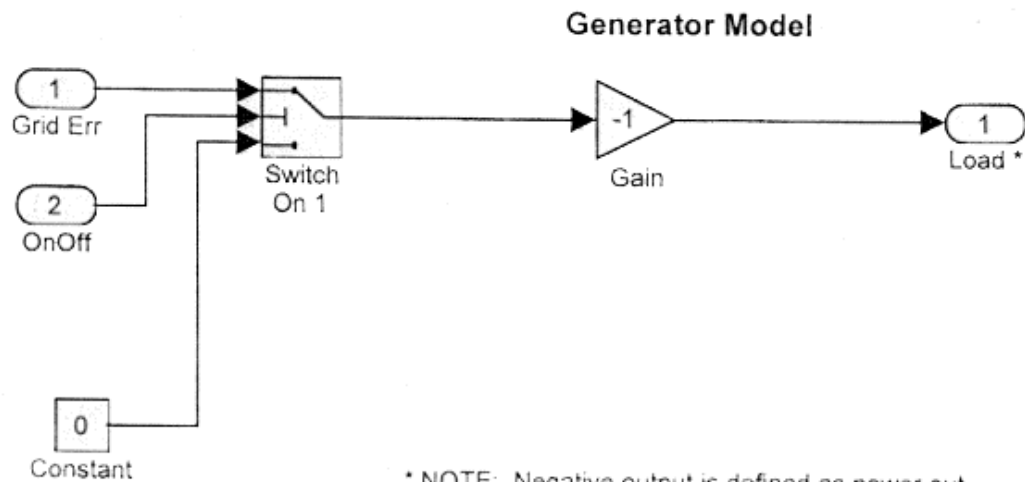 Generator Model
1
Grid Err
2
OnOff
0
Constant
Switch
On 1
-1
Gain
1
Load *
* NOTE: Negative output is defined as power out